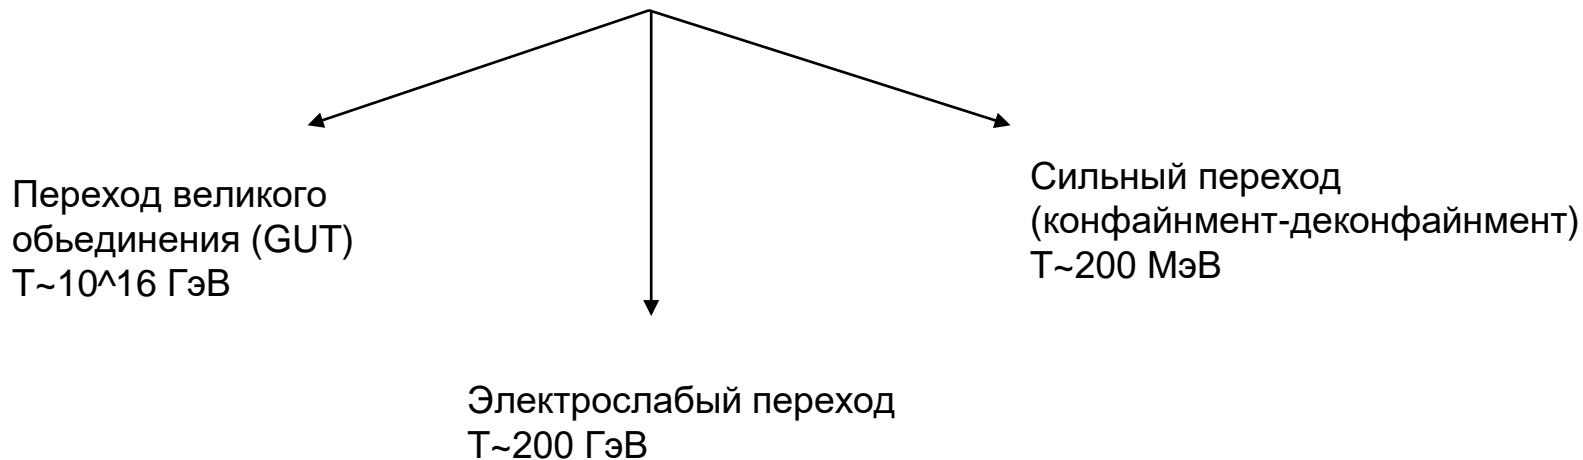 Переход великого
обьединения (GUT)
T~10^16 ГэВ
Электрослабый переход
T~200 ГэВ
Сильный переход
(конфайнмент-деконфайнмент)
T~200 МэВ